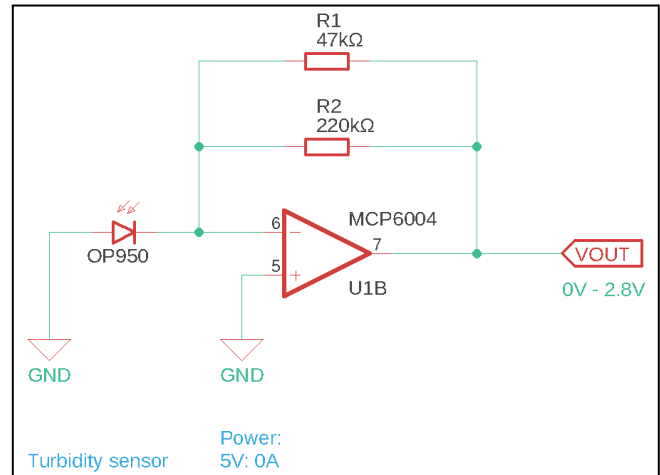 R1
47kΩ
R2
220kΩ
MCP6004
6
7
5
OP950
U1B
VOUT
0V - 2.8V
GND
GND
Power:
Turbidity sensor
5V: 0A